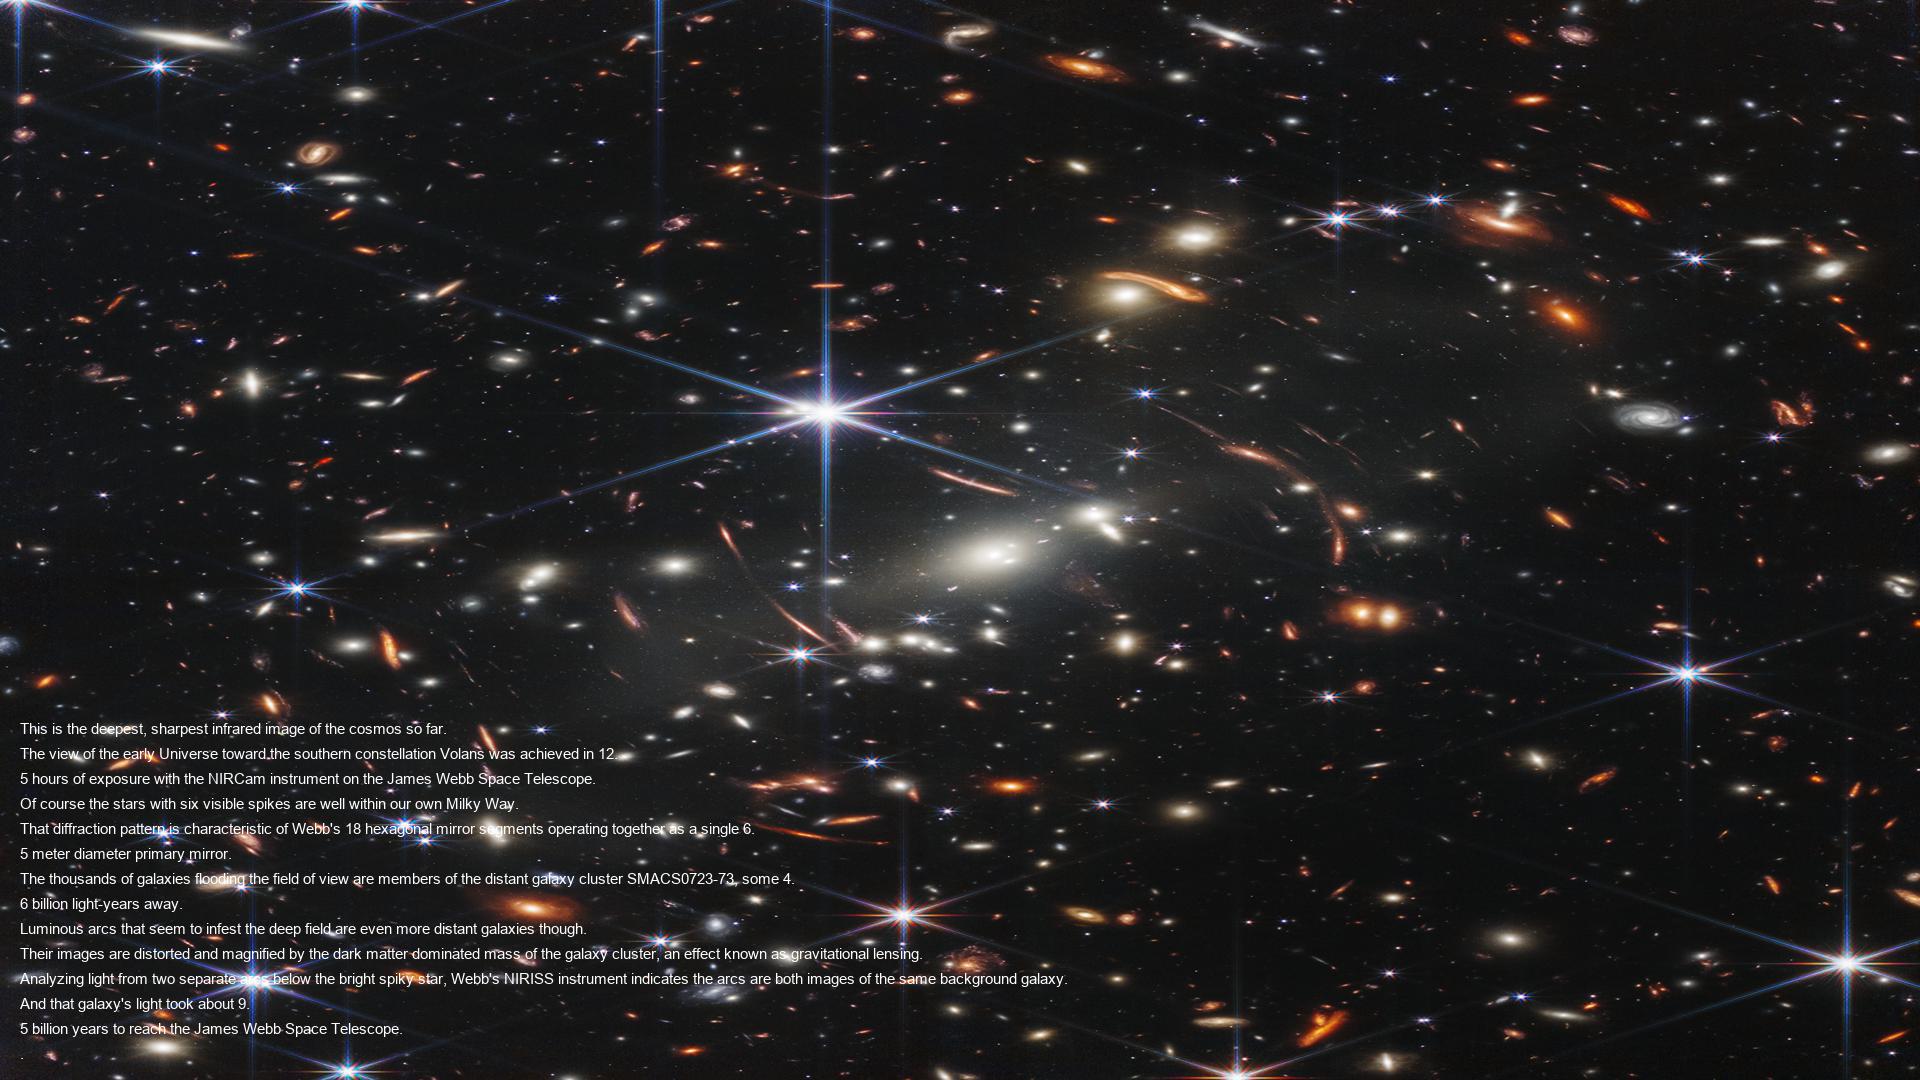 This is the deepest, sharpest infrared image of the cosmos so far.
The view of the early Universe toward the southern constellation Volans was achieved in 12.
5 hours of exposure with the NIRCam instrument on the James Webb Space Telescope.
Of course the stars with six visible spikes are well within our own Milky Way.
That diffraction pattern is characteristic of Webb's 18 hexagonal mirror segments operating together as a single 6.
5 meter diameter primary mirror.
The thousands of galaxies flooding the field of view are members of the distant galaxy cluster SMACS0723-73, some 4.
6 billion light-years away.
Luminous arcs that seem to infest the deep field are even more distant galaxies though.
Their images are distorted and magnified by the dark matter dominated mass of the galaxy cluster, an effect known as gravitational lensing.
Analyzing light from two separate arcs below the bright spiky star, Webb's NIRISS instrument indicates the arcs are both images of the same background galaxy.
And that galaxy's light took about 9.
5 billion years to reach the James Webb Space Telescope.
.